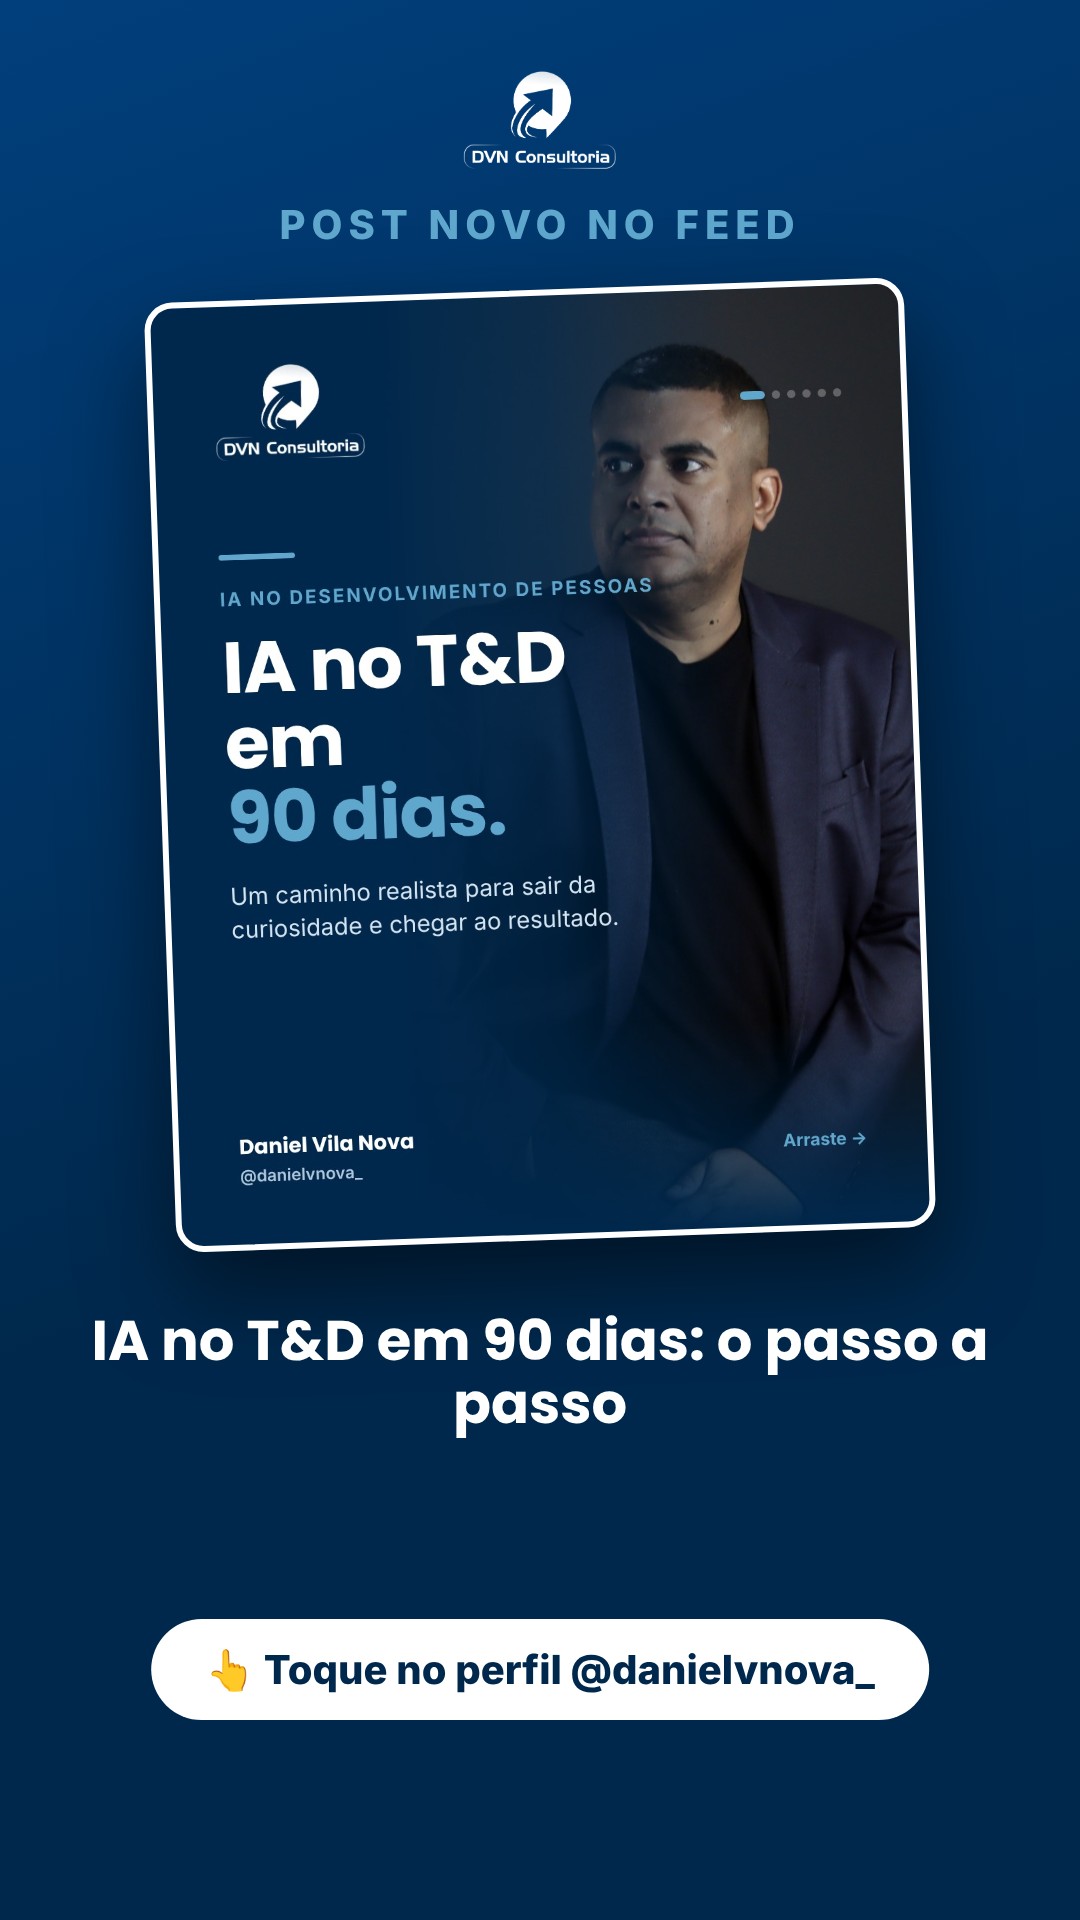 DVN Consultoria
POST NOVO NO FEED
DVN Consultoria
IA NO DESENVOLVIMENTO DE PESSOAS
IA no T&D
em
90 dias.
Um caminho realista para sair da
curiosidade e chegar ao resultado.
Daniel Vila Nova
@danielvnova_
Arraste →
IA no T&D em 90 dias: o passo a
passo
👆 Toque no perfil @danielvnova_